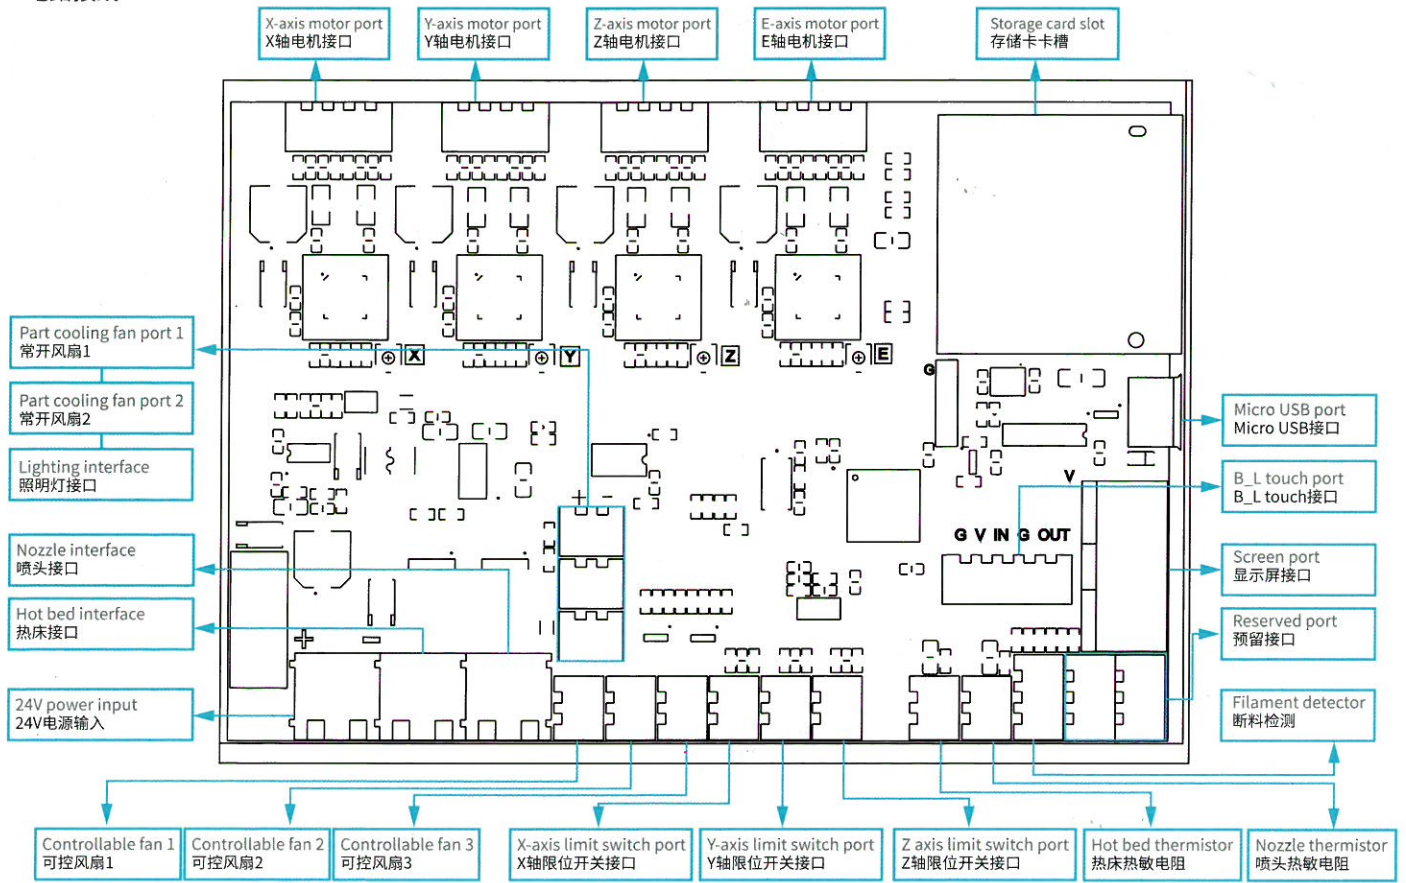 X-axis motor port
X轴电机接口
Y-axis motor port
Y轴电机接口
Z-axis motor port
Z轴电机接口
E-axis motor port
E轴电机接口
Storage card slot
存储卡卡槽
Part cooling fan port 1
常开风扇1
X
Y
Z
E
Part cooling fan port 2
常开风扇2
G
Micro USB port
Micro USB接口
Lighting interface
照明灯接口
V
B_L touch port
B_L touch接口
+ −
G V IN G OUT
Nozzle interface
喷头接口
Screen port
显示屏接口
Hot bed interface
热床接口
+ −
Reserved port
预留接口
24V power input
24V电源输入
Filament detector
断料检测
Controllable fan 1
可控风扇1
Controllable fan 2
可控风扇2
Controllable fan 3
可控风扇3
X-axis limit switch port
X轴限位开关接口
Y-axis limit switch port
Y轴限位开关接口
Z axis limit switch port
Z轴限位开关接口
Hot bed thermistor
热床热敏电阻
Nozzle thermistor
喷头热敏电阻